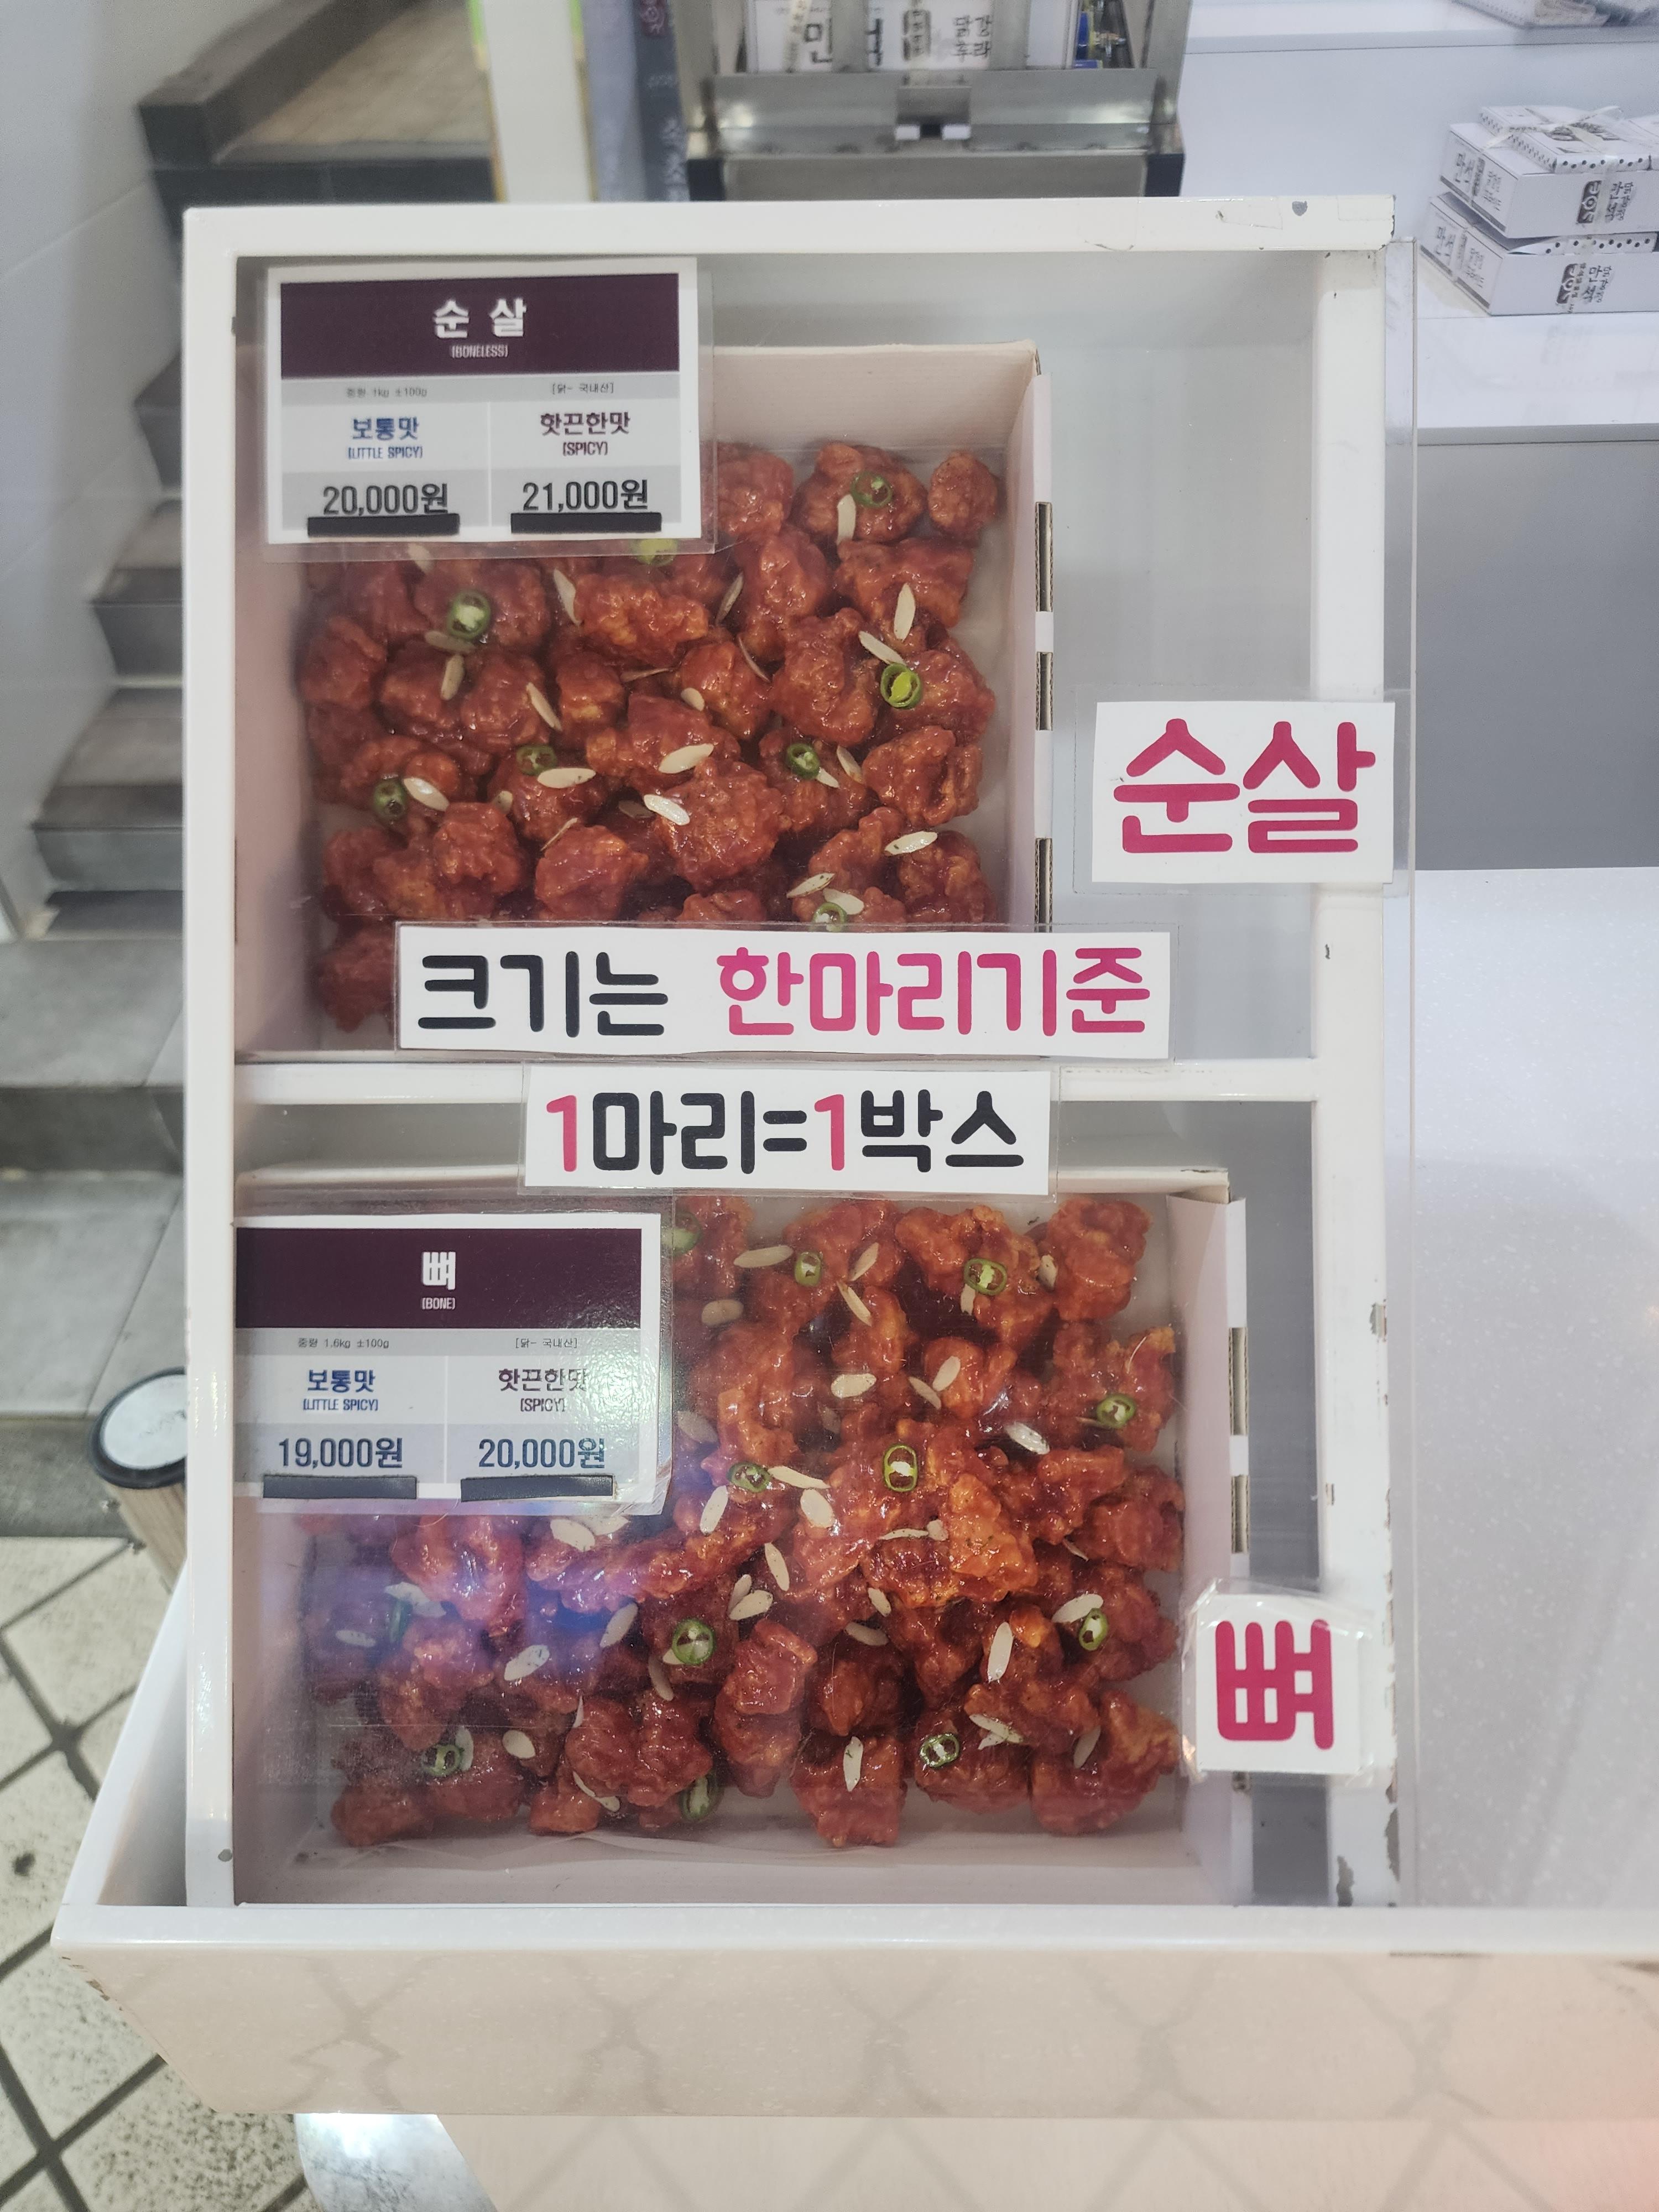 순 살
(BONELESS)
중량 1kg ±100g
[닭- 국내산]
보통맛
(LITTLE SPICY)
핫끈한맛
(SPICY)
20,000원
21,000원
순살
크기는 한마리기준
1마리=1박스
뼈
(BONE)
중량 1.6kg ±100g
[닭- 국내산]
보통맛
(LITTLE SPICY)
핫끈한맛
(SPICY)
19,000원
20,000원
뼈